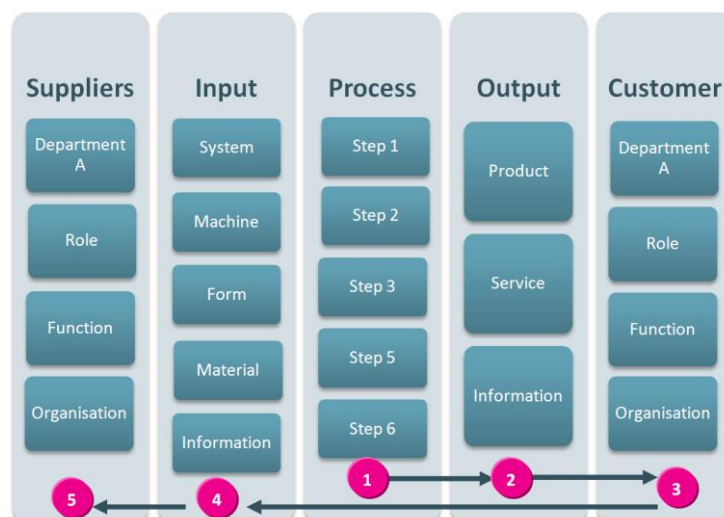 Suppliers
Department
A
Role
Function
Organisation
Input
System
Machine
Form
Material
Information
Process
Step 1
Step 2
Step 3
Step 5
Step 6
Output
Product
Service
Information
Customer
Department
A
Role
Function
Organisation
1
2
3
4
5